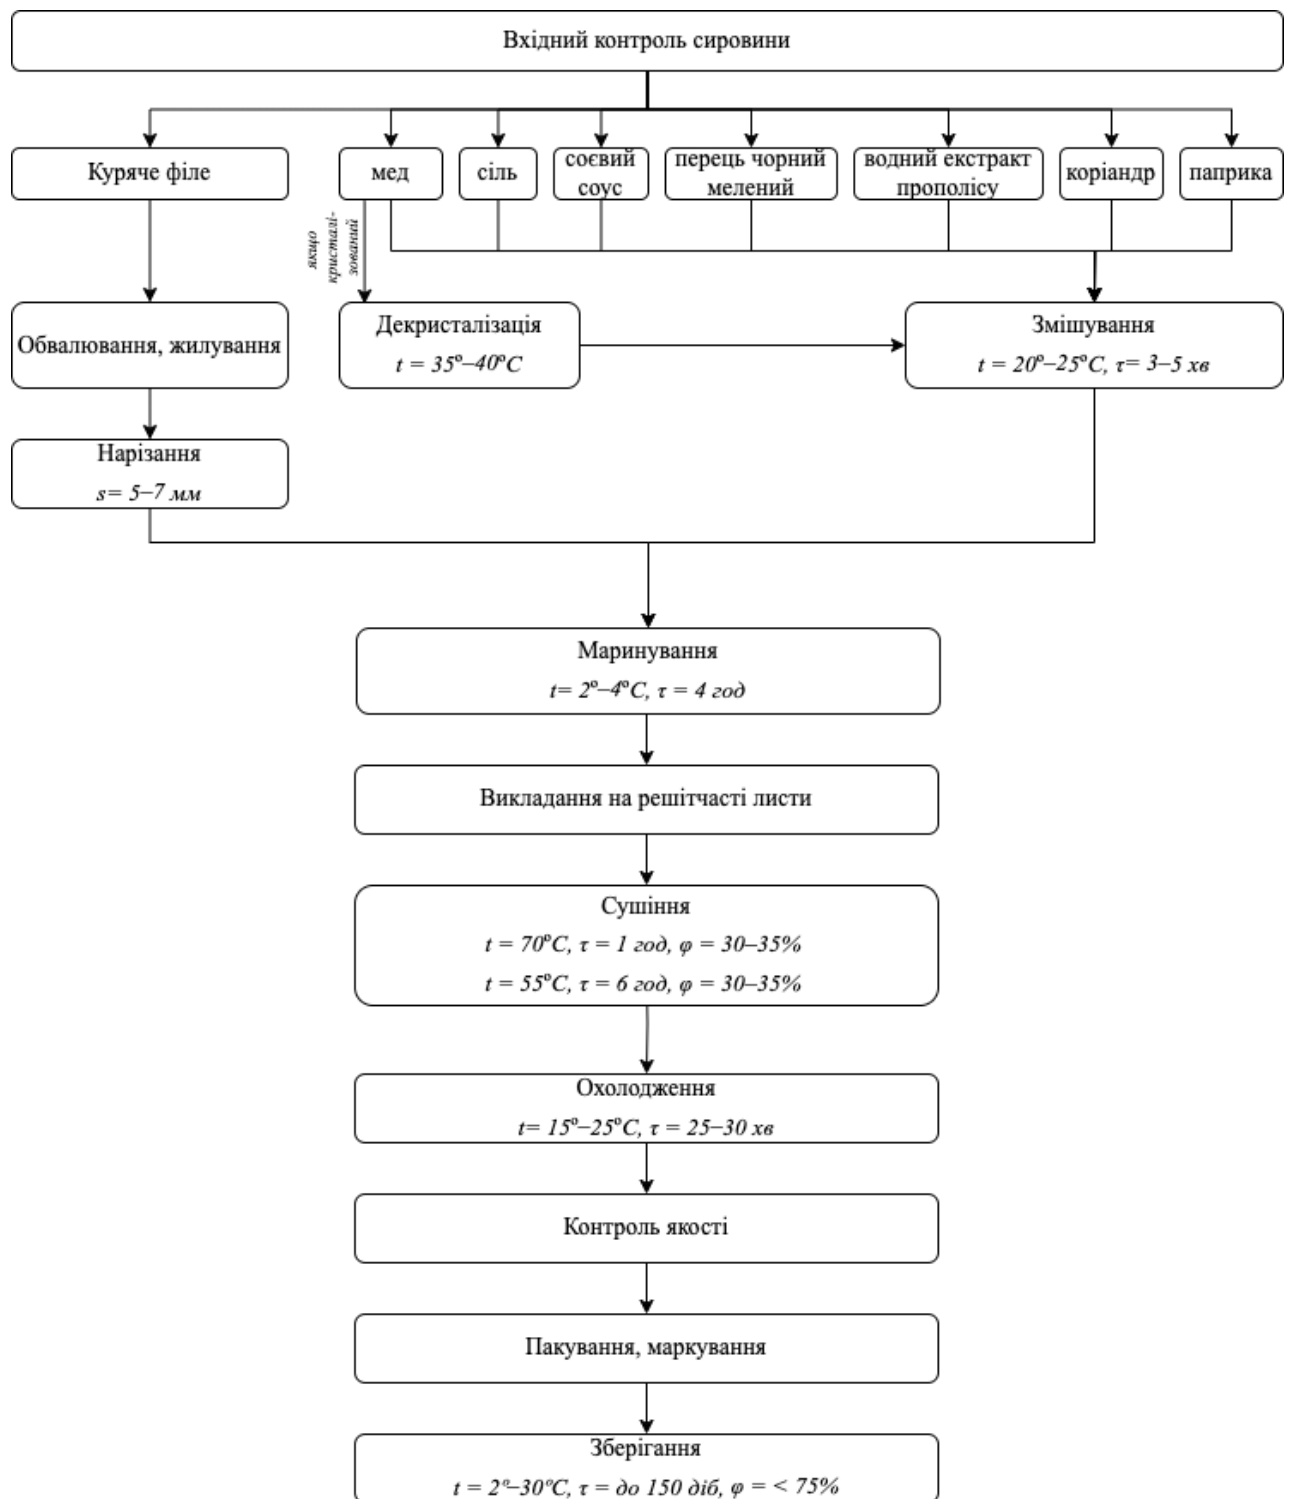 Вхідний контроль сировини
Куряче філе
мед
сіль
соєвий
соус
перець чорний
мелений
водний екстракт
прополісу
коріандр
паприка
якщо
кристалі-
зований
Обвалювання, жилування
Декристалізація
t = 35º–40ºC
Змішування
t = 20º–25ºC, τ= 3–5 хв
Нарізання
s= 5–7 мм
Маринування
t= 2º–4ºC, τ = 4 год
Викладання на решітчасті листи
Сушіння
t = 70ºC, τ = 1 год, φ = 30–35%
t = 55ºC, τ = 6 год, φ = 30–35%
Охолодження
t= 15º–25ºC, τ = 25–30 хв
Контроль якості
Пакування, маркування
Зберігання
t = 2º–30ºC, τ = до 150 діб, φ = < 75%